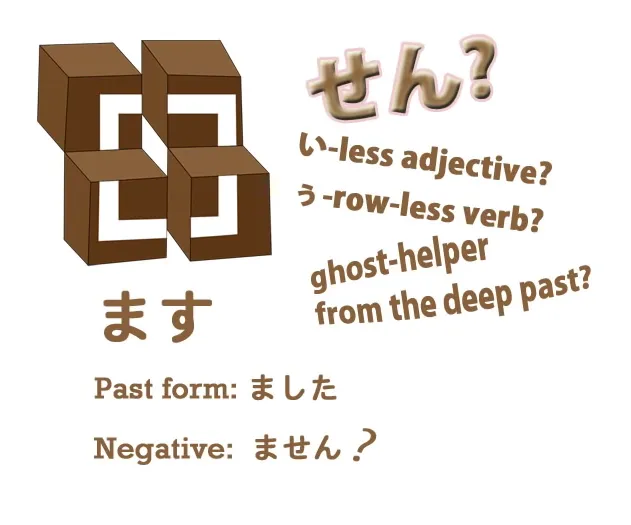 せん?
い-less adjective?
う-row-less verb?
ghost-helper
from the deep past?
ます
Past form: ました
Negative: ません?